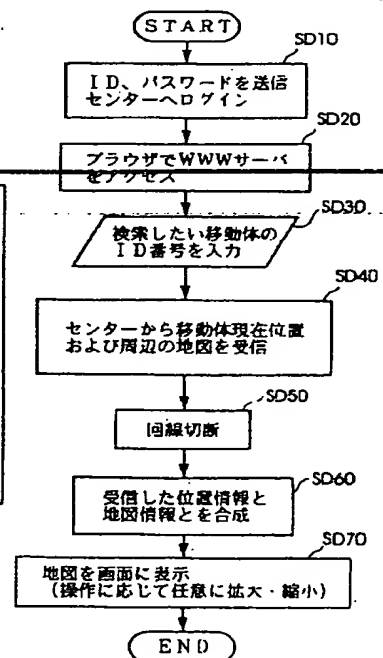 START
SD10
ID、パスワードを送信
センターへログイン
SD20
ブラウザでWWWサーバ
をアクセス
SD30
検索したい移動体の
ID番号を入力
SD40
センターから移動体現在位置
および周辺の地図を受信
SD50
回線切断
SD60
受信した位置情報と
地図情報とを合成
SD70
地図を画面に表示
(操作に応じて任意に拡大・縮小)
END